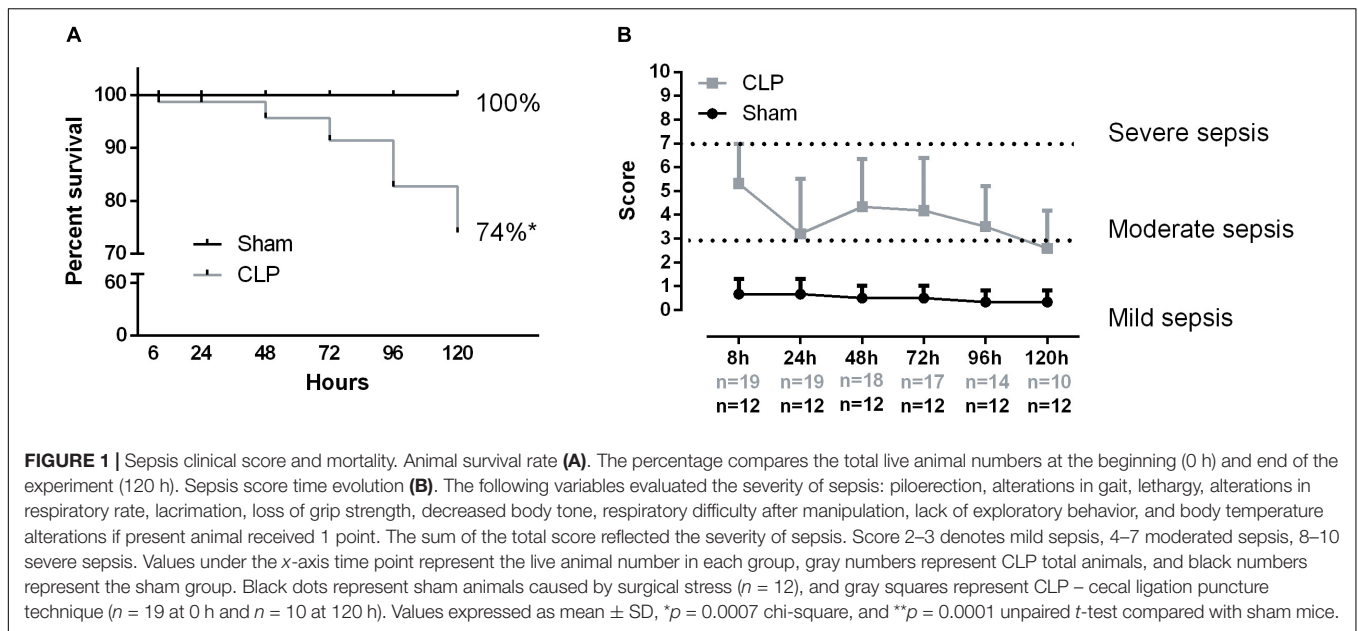 A
B
100
90
80
70
60
0
Percent survival
100%
74%*
Sham
CLP
6 24 48 72 96 120
Hours
10
9
8
7
6
5
4
3
2
1
0
Score
CLP
Sham
Severe sepsis
Moderate sepsis
Mild sepsis
8h 24h 48h 72h 96h 120h
n=19 n=19 n=18 n=17 n=14 n=10
n=12 n=12 n=12 n=12 n=12 n=12
FIGURE 1 | Sepsis clinical score and mortality. Animal survival rate (A). The percentage compares the total live animal numbers at the beginning (0 h) and end of the
experiment (120 h). Sepsis score time evolution (B). The following variables evaluated the severity of sepsis: piloerection, alterations in gait, lethargy, alterations in
respiratory rate, lacrimation, loss of grip strength, decreased body tone, respiratory difficulty after manipulation, lack of exploratory behavior, and body temperature
alterations if present animal received 1 point. The sum of the total score reflected the severity of sepsis. Score 2–3 denotes mild sepsis, 4–7 moderated sepsis, 8–10
severe sepsis. Values under the x-axis time point represent the live animal number in each group, gray numbers represent CLP total animals, and black numbers
represent the sham group. Black dots represent sham animals caused by surgical stress (n = 12), and gray squares represent CLP – cecal ligation puncture
technique (n = 19 at 0 h and n = 10 at 120 h). Values expressed as mean ± SD, *p = 0.0007 chi-square, and **p = 0.0001 unpaired t-test compared with sham mice.